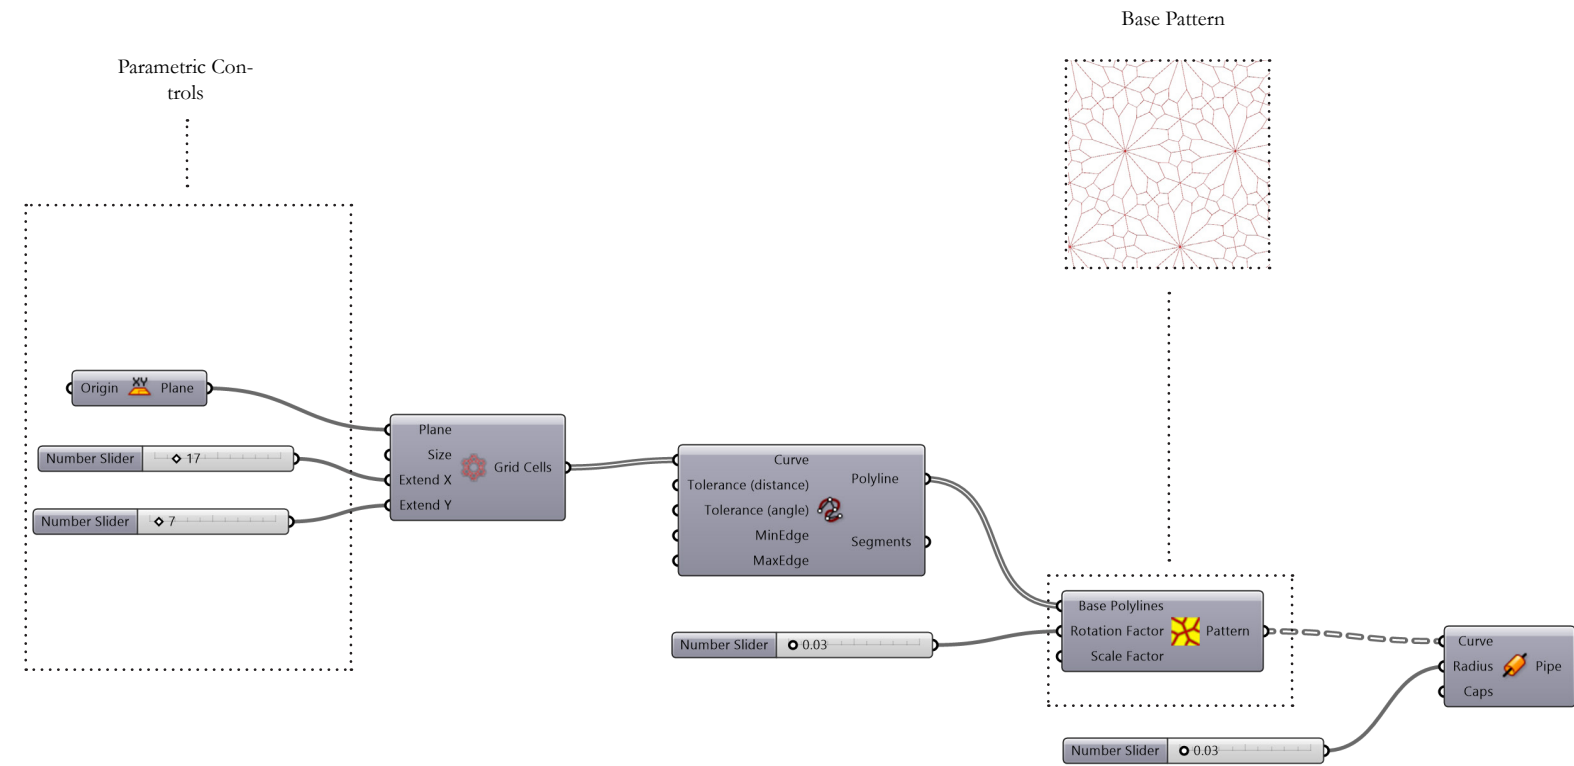 Base Pattern
Parametric Con-
trols
Origin XY Plane
Number Slider 17
Number Slider 7
Plane
Size
Extend X
Extend Y
Grid Cells
Curve
Tolerance (distance)
Tolerance (angle)
MinEdge
MaxEdge
Polyline
Segments
Number Slider 0.03
Base Polylines
Rotation Factor
Scale Factor
Pattern
Number Slider 0.03
Curve
Radius
Caps
Pipe